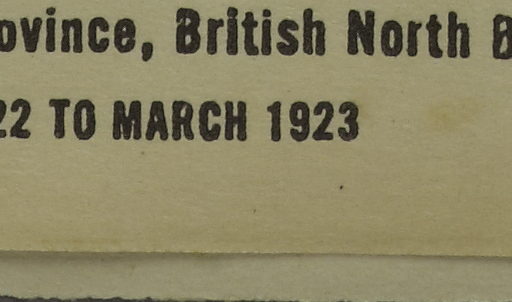 ovince, British North B
22 TO MARCH 1923